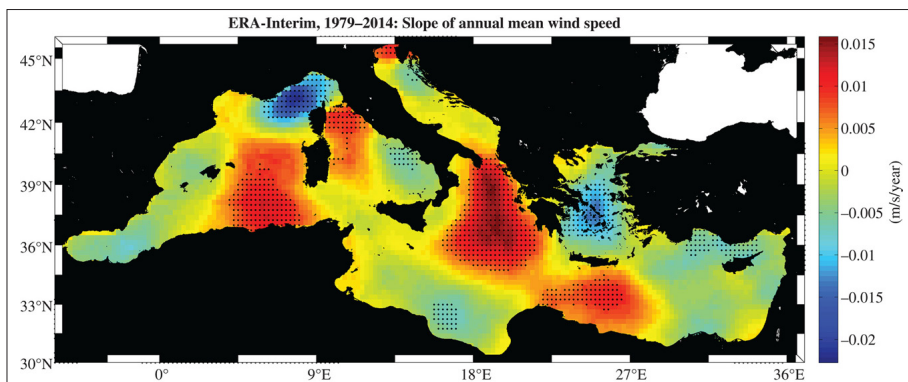 ERA-Interim, 1979–2014: Slope of annual mean wind speed
45°N
42°N
39°N
36°N
33°N
30°N
0°E
9°E
18°E
27°E
36°E
0.015
0.01
0.005
0
−0.005
−0.01
−0.015
−0.02
(m/s/year)